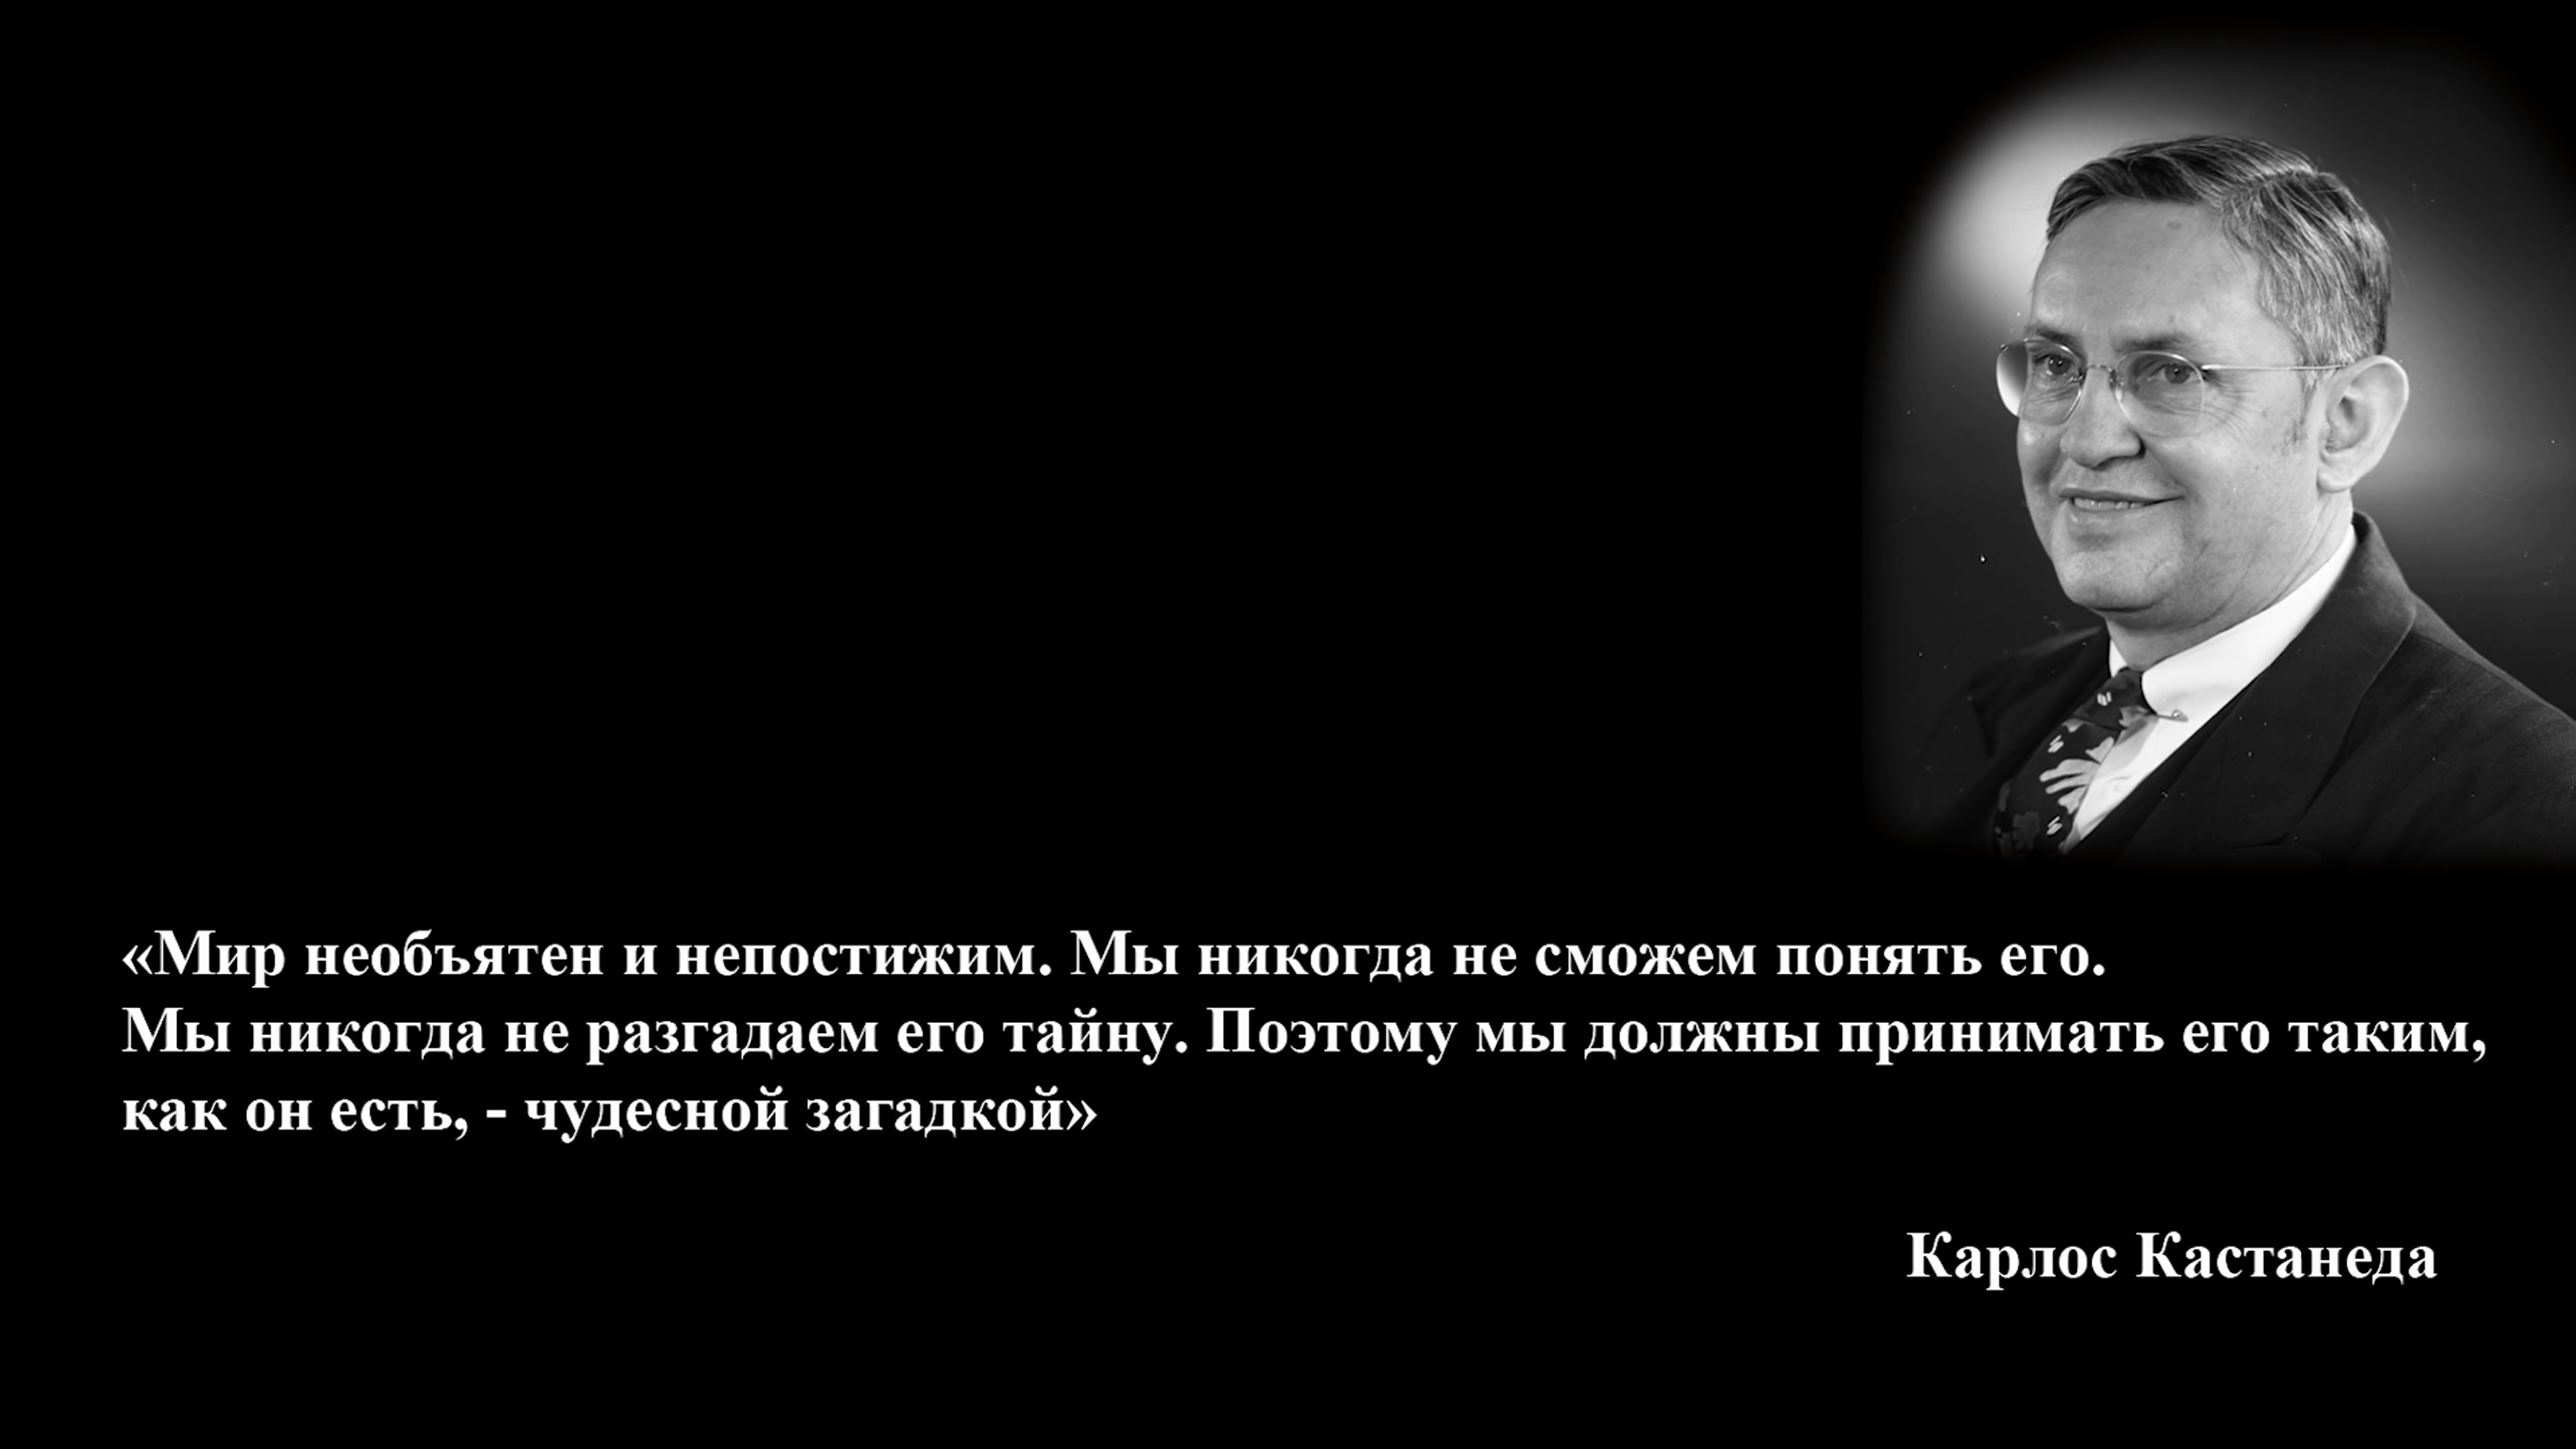 «Мир необъятен и непостижим. Мы никогда не сможем понять его.
Мы никогда не разгадаем его тайну. Поэтому мы должны принимать его таким,
как он есть, - чудесной загадкой»
Карлос Кастанеда